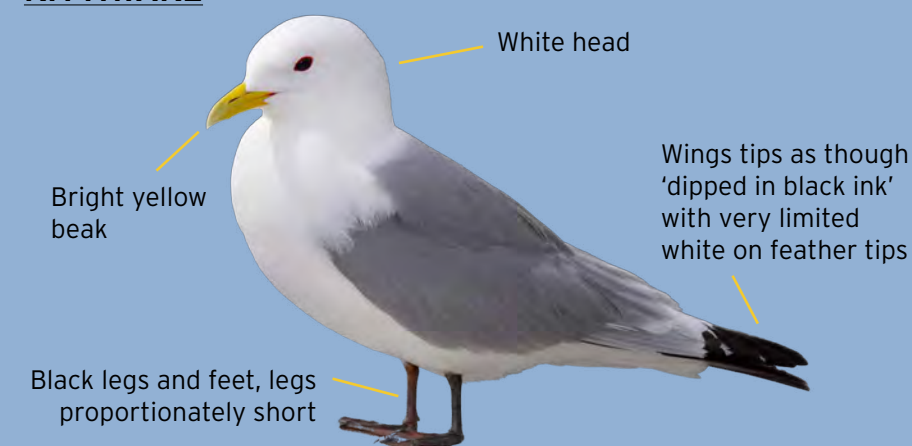 KITTIWAKE
White head
Wings tips as though
‘dipped in black ink’
with very limited
white on feather tips
Bright yellow
beak
Black legs and feet, legs
proportionately short